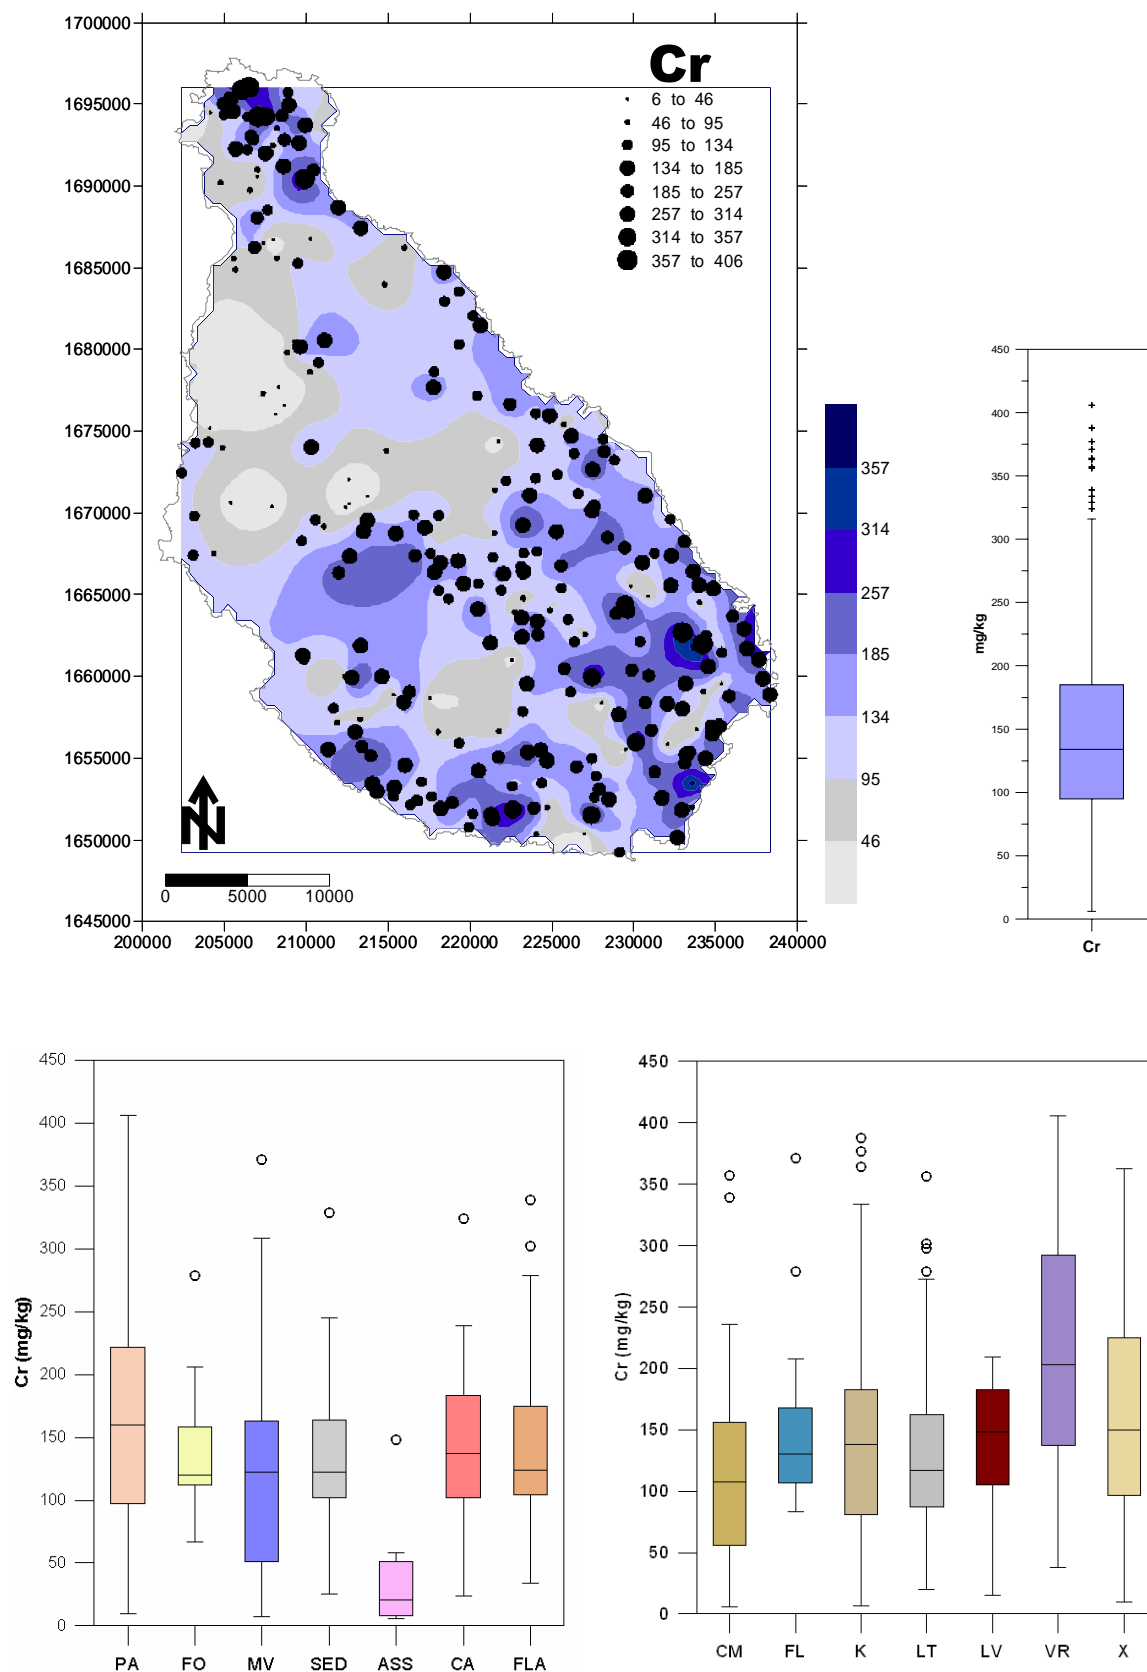 1700000
Cr
6 to 46
46 to 95
95 to 134
134 to 185
185 to 257
257 to 314
314 to 357
357 to 406
1695000
1690000
1685000
1680000
1675000
1670000
1665000
1660000
1655000
1650000
1645000
N
0 5000 10000
200000 205000 210000 215000 220000 225000 230000 235000 240000
357
314
257
185
134
95
46
450
400
350
300
250
200
150
100
50
0
mg/kg
Cr
450
400
350
300
250
200
150
100
50
0
Cr (mg/kg)
PA FO MV SED ASS CA FLA
450
400
350
300
250
200
150
100
50
0
Cr (mg/kg)
CM FL K LT LV VR X